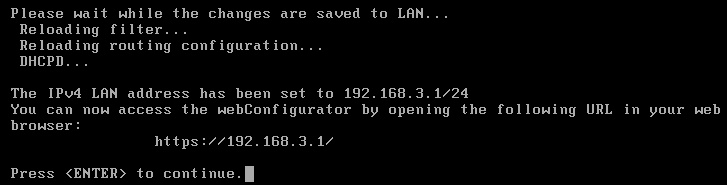 Please wait while the changes are saved to LAN...
 Reloading filter...
 Reloading routing configuration...
 DHCPD...

The IPv4 LAN address has been set to 192.168.3.1/24
You can now access the webConfigurator by opening the following URL in your web
browser:
                https://192.168.3.1/

Press <ENTER> to continue.